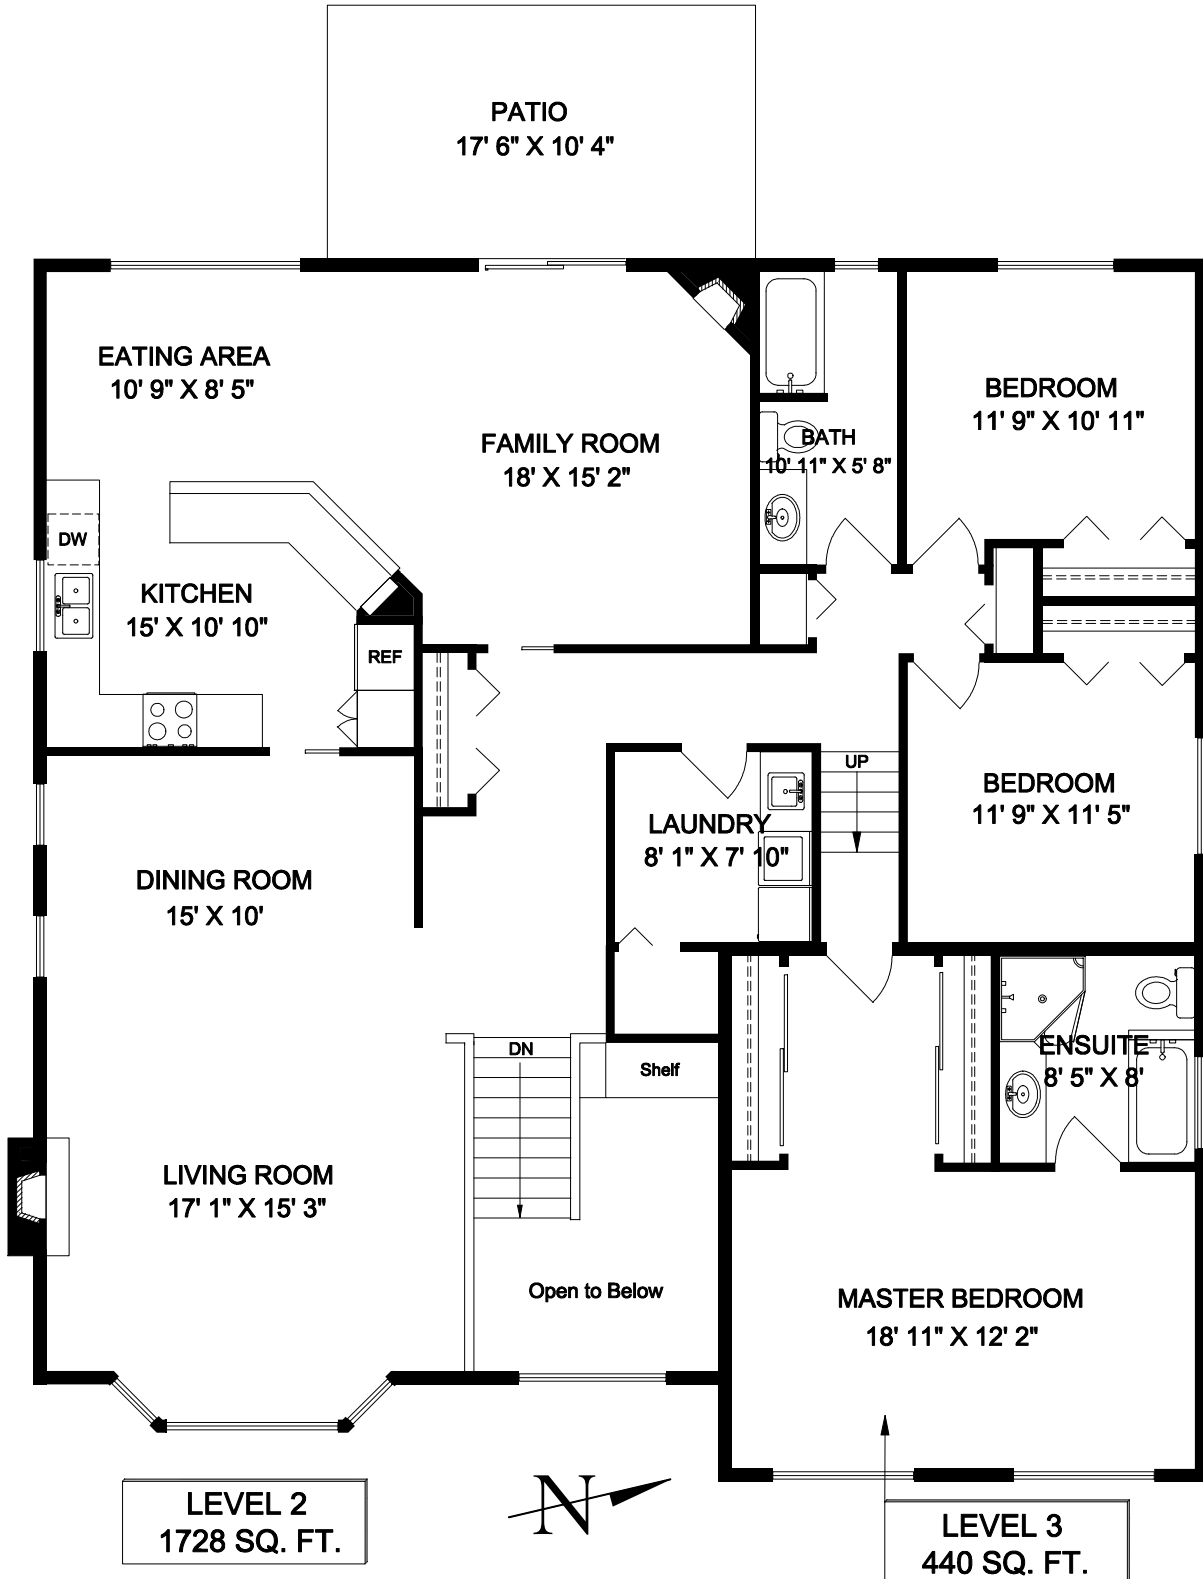 PATIO
17' 6" X 10' 4"
EATING AREA
10' 9" X 8' 5"
FAMILY ROOM
18' X 15' 2"
BATH
10' 11" X 5' 8"
BEDROOM
11' 9" X 10' 11"
DW
KITCHEN
15' X 10' 10"
REF
UP
BEDROOM
11' 9" X 11' 5"
LAUNDRY
8' 1" X 7' 10"
DINING ROOM
15' X 10'
DN
Shelf
ENSUITE
8' 5" X 8'
LIVING ROOM
17' 1" X 15' 3"
Open to Below
MASTER BEDROOM
18' 11" X 12' 2"
LEVEL 2
1728 SQ. FT.
N
LEVEL 3
440 SQ. FT.